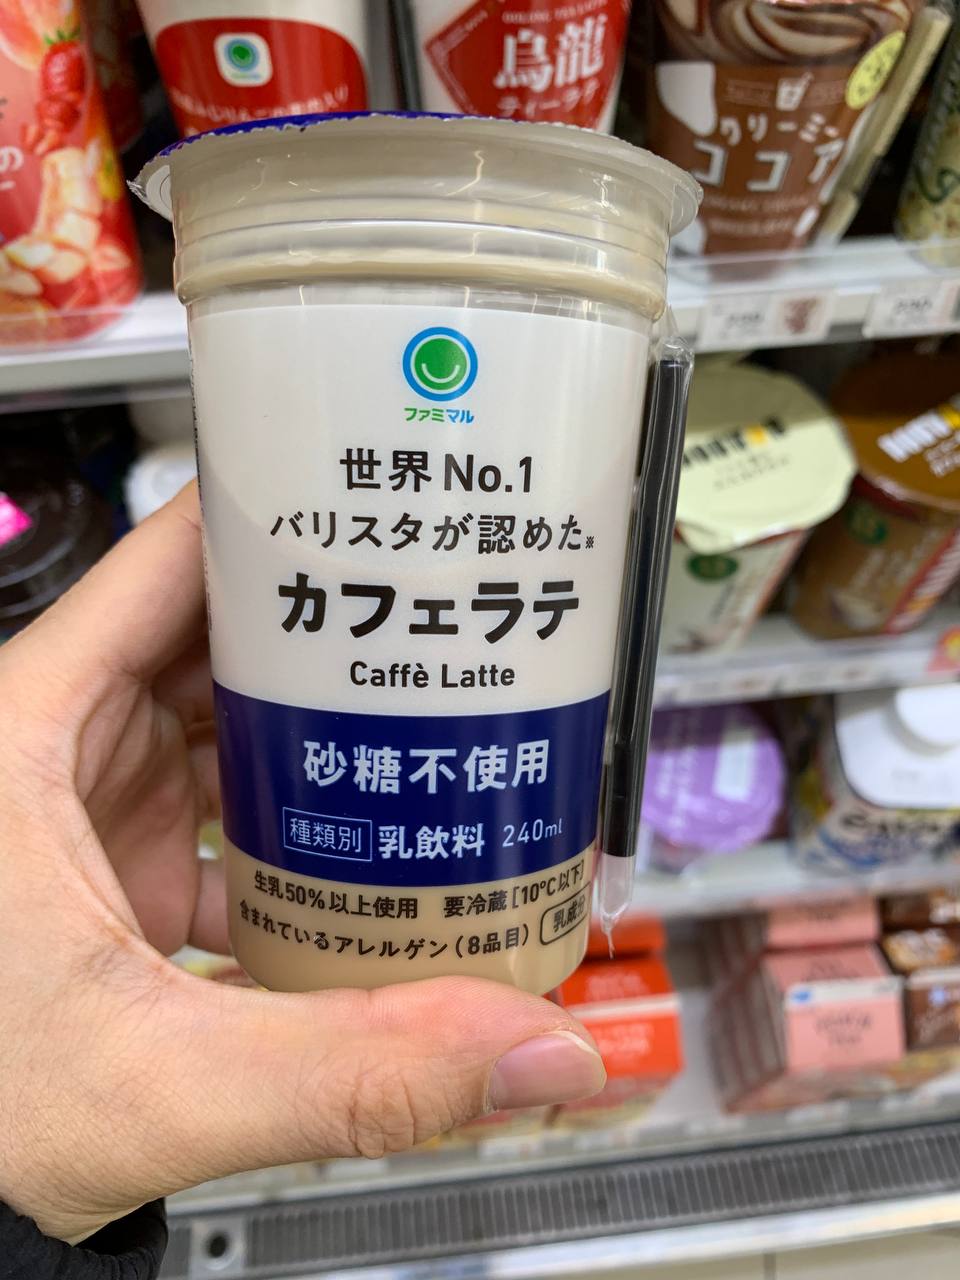 烏龍
ティーラテ
クリーミー
ココア
ファミマル
世界No.1
バリスタが認めた※
カフェラテ
Caffè Latte
砂糖不使用
種類別 乳飲料 240ml
生乳50%以上使用 要冷蔵[10℃以下]
含まれているアレルゲン(8品目) 乳成分